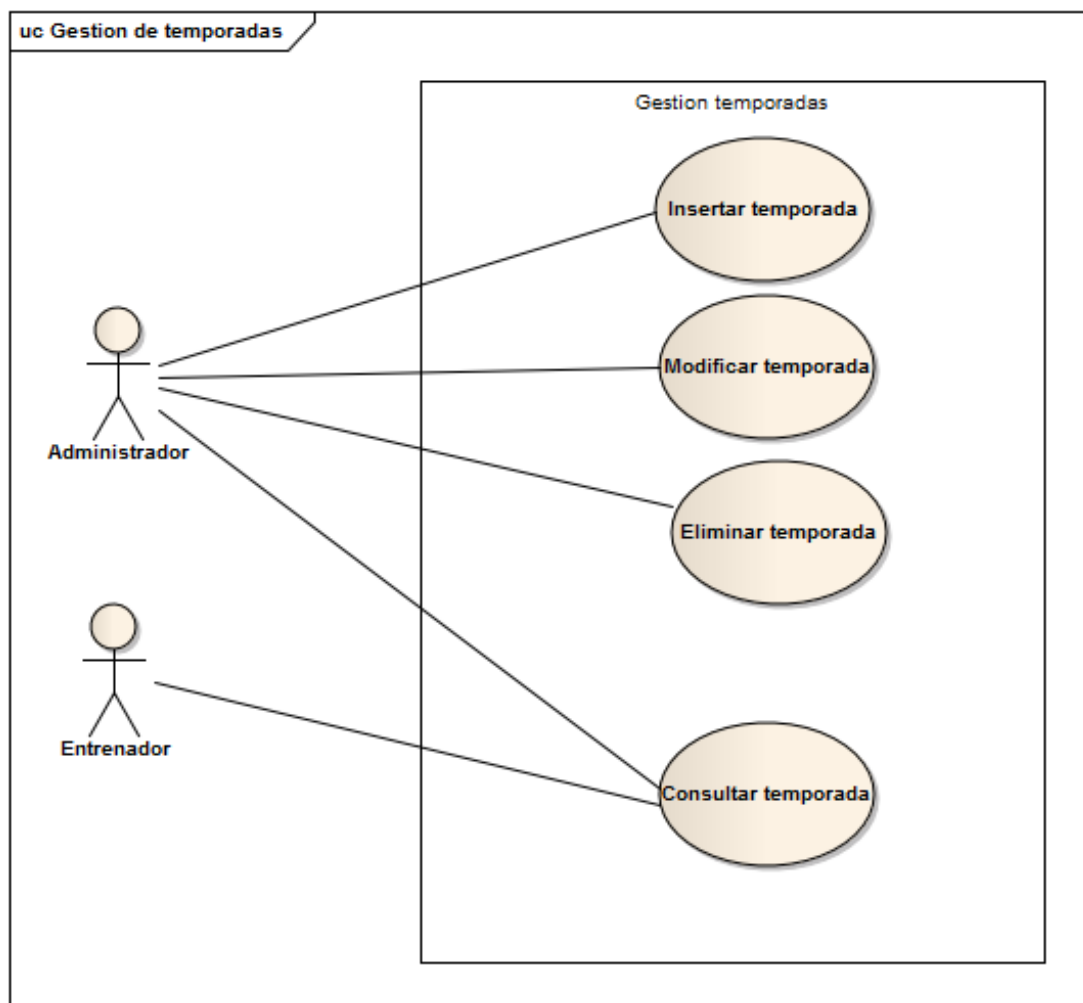 uc Gestion de temporadas
Gestion temporadas
Insertar temporada
Modificar temporada
Administrador
Eliminar temporada
Entrenador
Consultar temporada